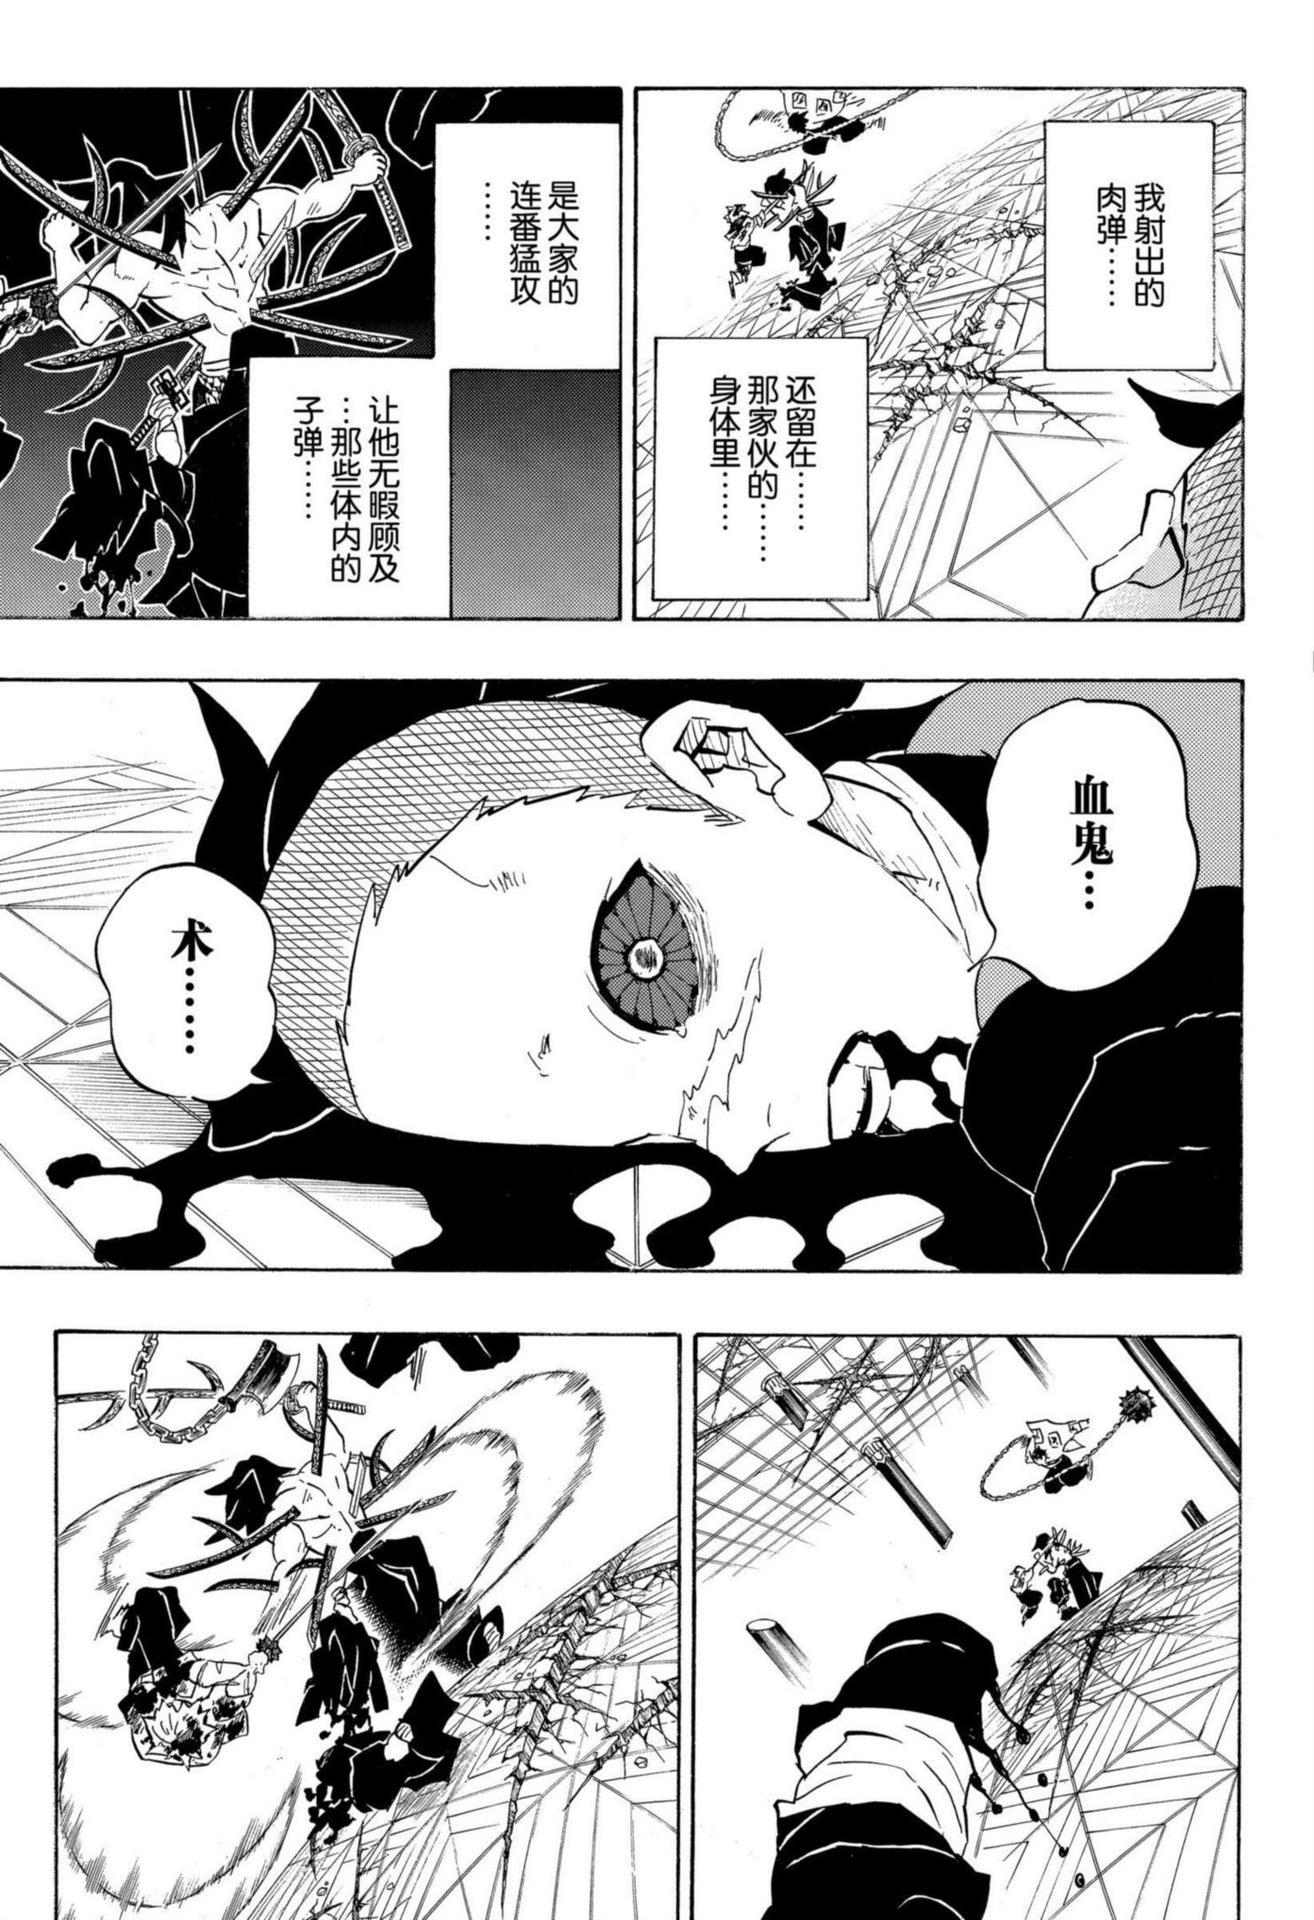 我射出的
肉弹……
还留在……
那家伙的……
身体里……
是大家的
连番猛攻
……
让他无暇顾及
…那些体内的
子弹……
血鬼…
术………